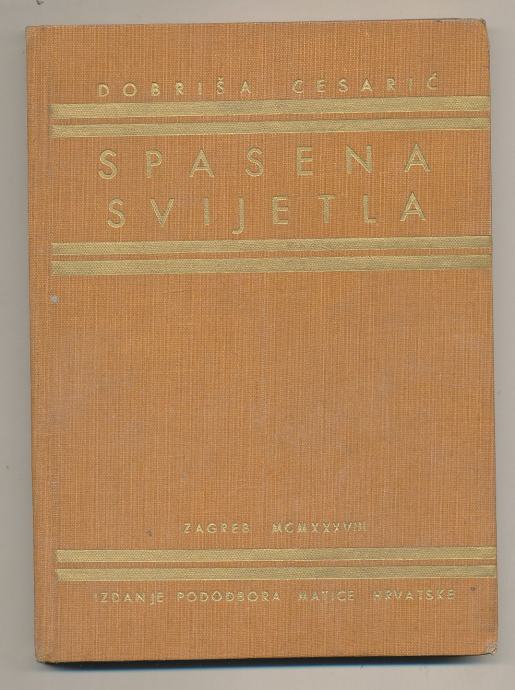 DOBRIŠA CESARIĆ
SPASENA
SVIJETLA
ZAGREB MCMXXXVIII
IZDANJE PODODBORA MATICE HRVATSKE